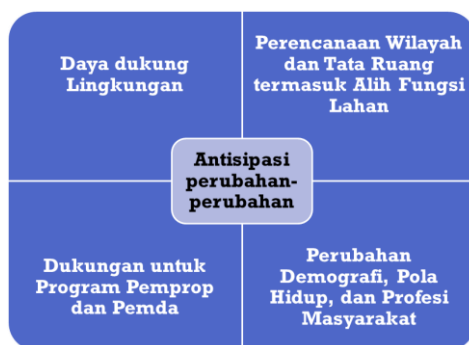 Daya dukung
Lingkungan
Perencanaan Wilayah
dan Tata Ruang
termasuk Alih Fungsi
Lahan
Antisipasi
perubahan-
perubahan
Dukungan untuk
Program Pemprop
dan Pemda
Perubahan
Demografi, Pola
Hidup, dan Profesi
Masyarakat